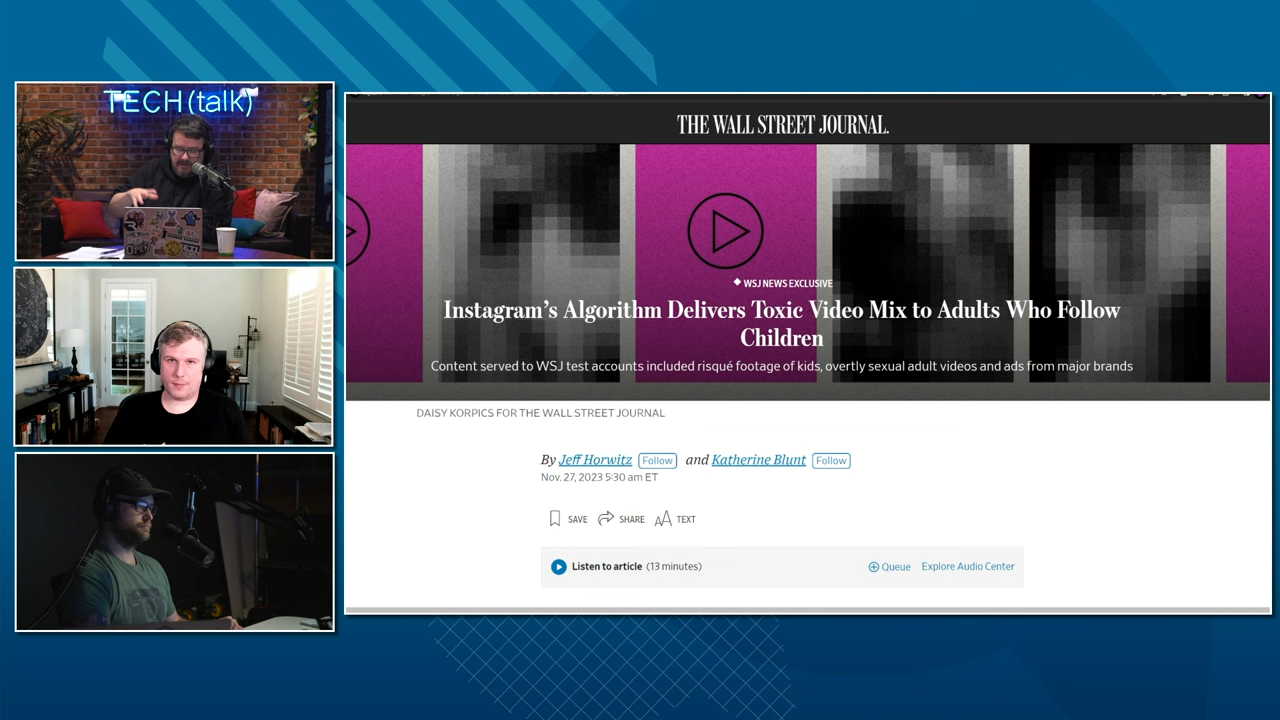 TECH(talk)
OPEN
THE WALL STREET JOURNAL.
WSJ NEWS EXCLUSIVE
Instagram's Algorithm Delivers Toxic Video Mix to Adults Who Follow
Children
Content served to WSJ test accounts included risqué footage of kids, overtly sexual adult videos and ads from major brands
DAISY KORPICS FOR THE WALL STREET JOURNAL
By Jeff Horwitz Follow and Katherine Blunt Follow
Nov. 27, 2023 5:30 am ET
SAVE SHARE TEXT
Listen to article (13 minutes) Queue Explore Audio Center